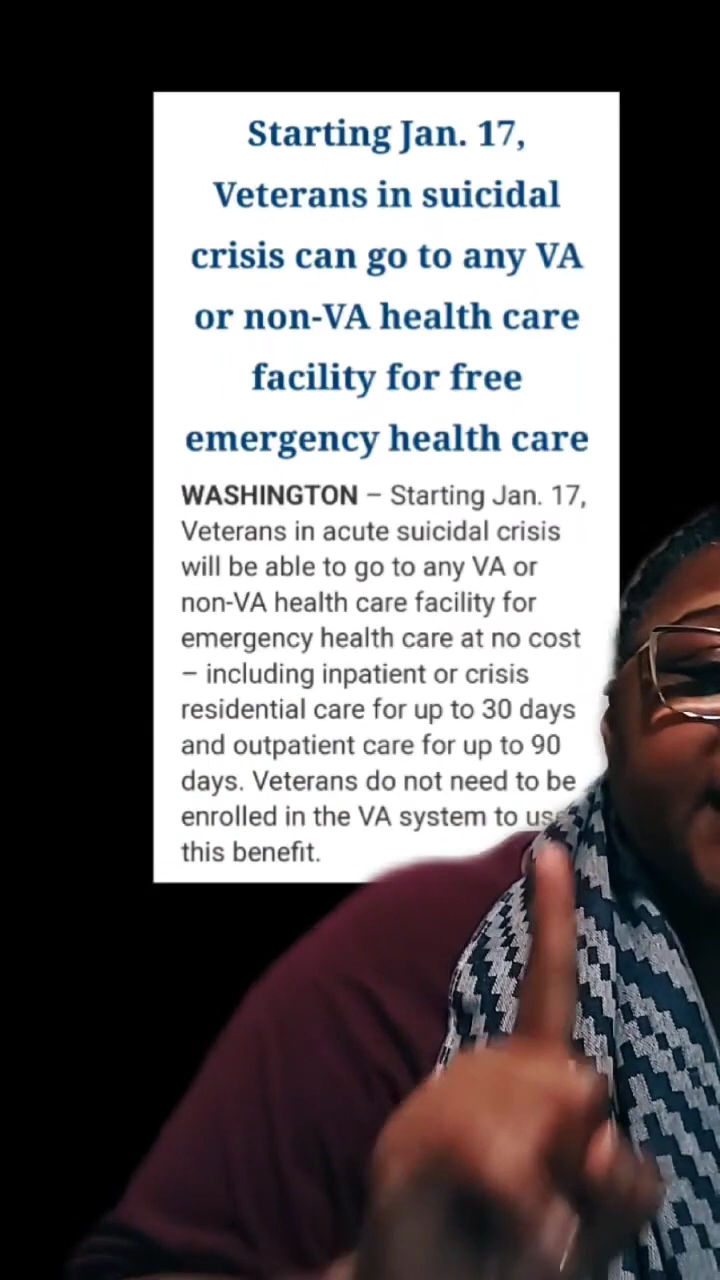 Starting Jan. 17,
Veterans in suicidal
crisis can go to any VA
or non-VA health care
facility for free
emergency health care
WASHINGTON – Starting Jan. 17,
Veterans in acute suicidal crisis
will be able to go to any VA or
non-VA health care facility for
emergency health care at no cost
– including inpatient or crisis
residential care for up to 30 days
and outpatient care for up to 90
days. Veterans do not need to be
enrolled in the VA system to use
this benefit.